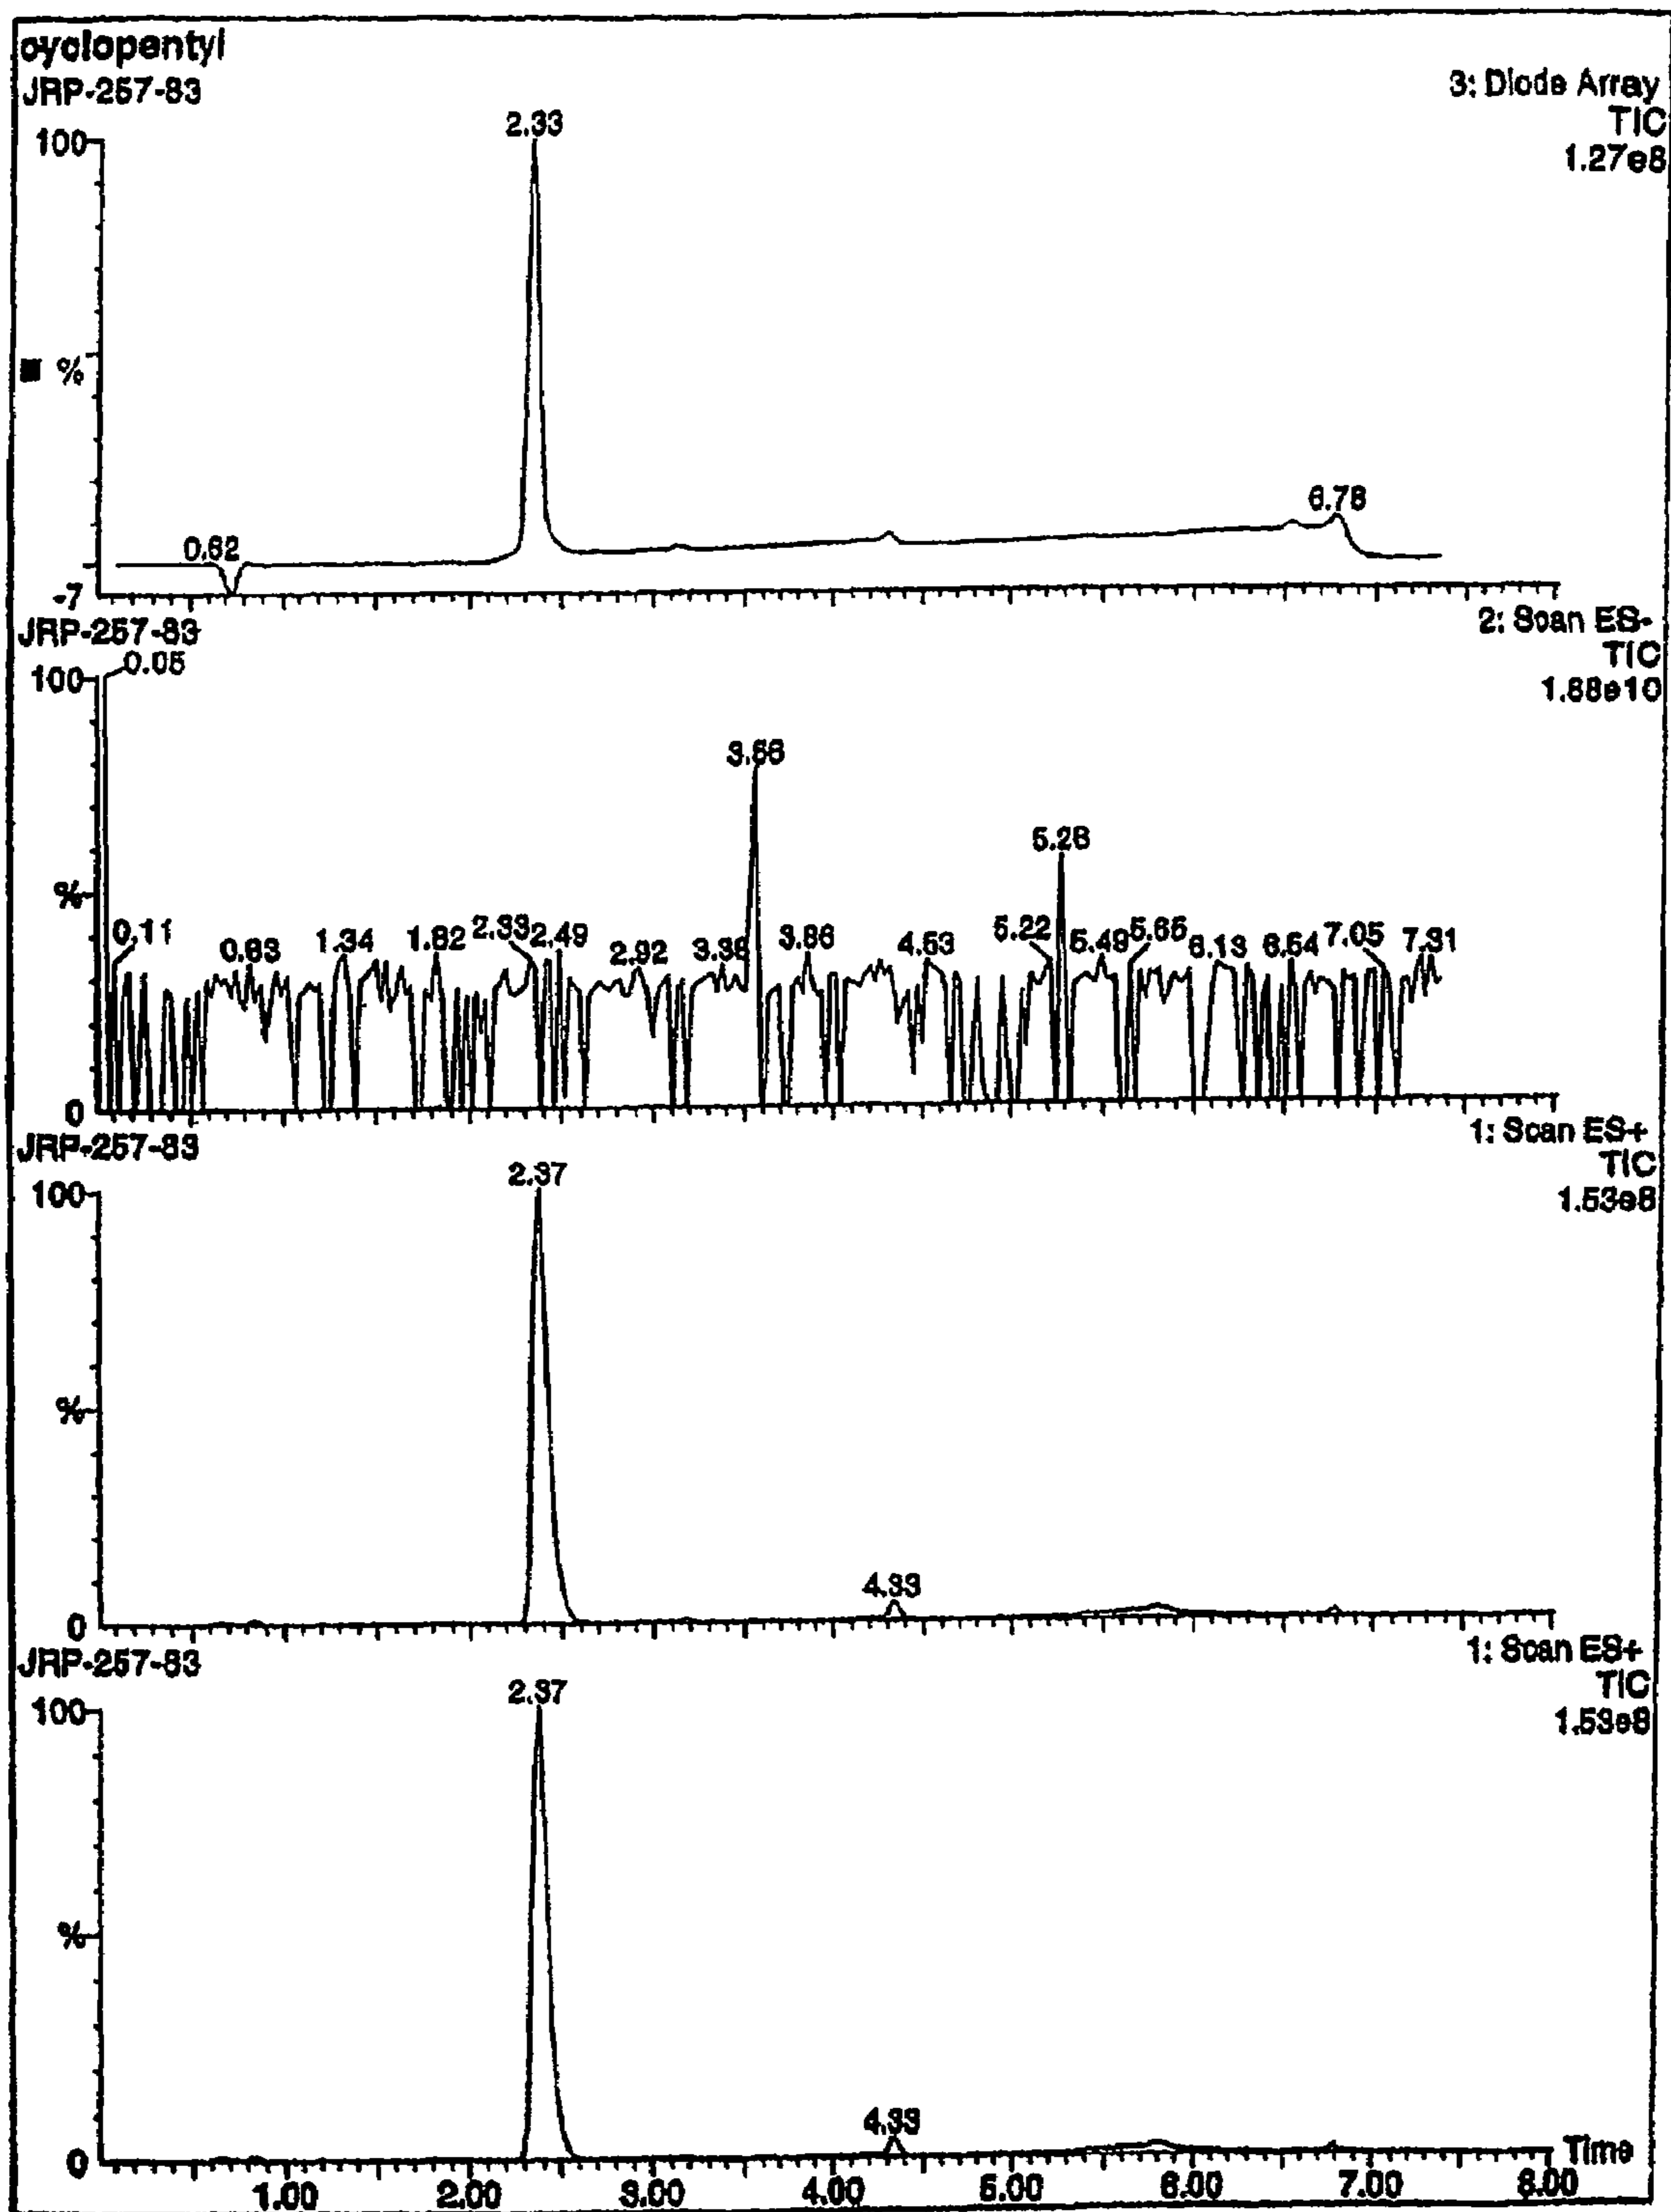 cyclopentyl
JRP-257-83
3: Diode Array
TIC
1.27e8
100
2.33
%
0.62
6.78
-7
JRP-257-83
2: Scan ES-
TIC
1.88e10
100
0.05
3.56
5.28
%
0.11
0.83
1.34
1.82
2.33
2.49
2.92
3.38
3.86
4.53
5.22
5.49
5.65
6.13
6.54
7.05
7.31
0
JRP-257-83
1: Scan ES+
TIC
1.53e8
100
2.37
%
4.33
0
JRP-257-83
1: Scan ES+
TIC
1.53e8
100
2.37
%
4.33
0
Time
1.00 2.00 3.00 4.00 5.00 6.00 7.00 8.00